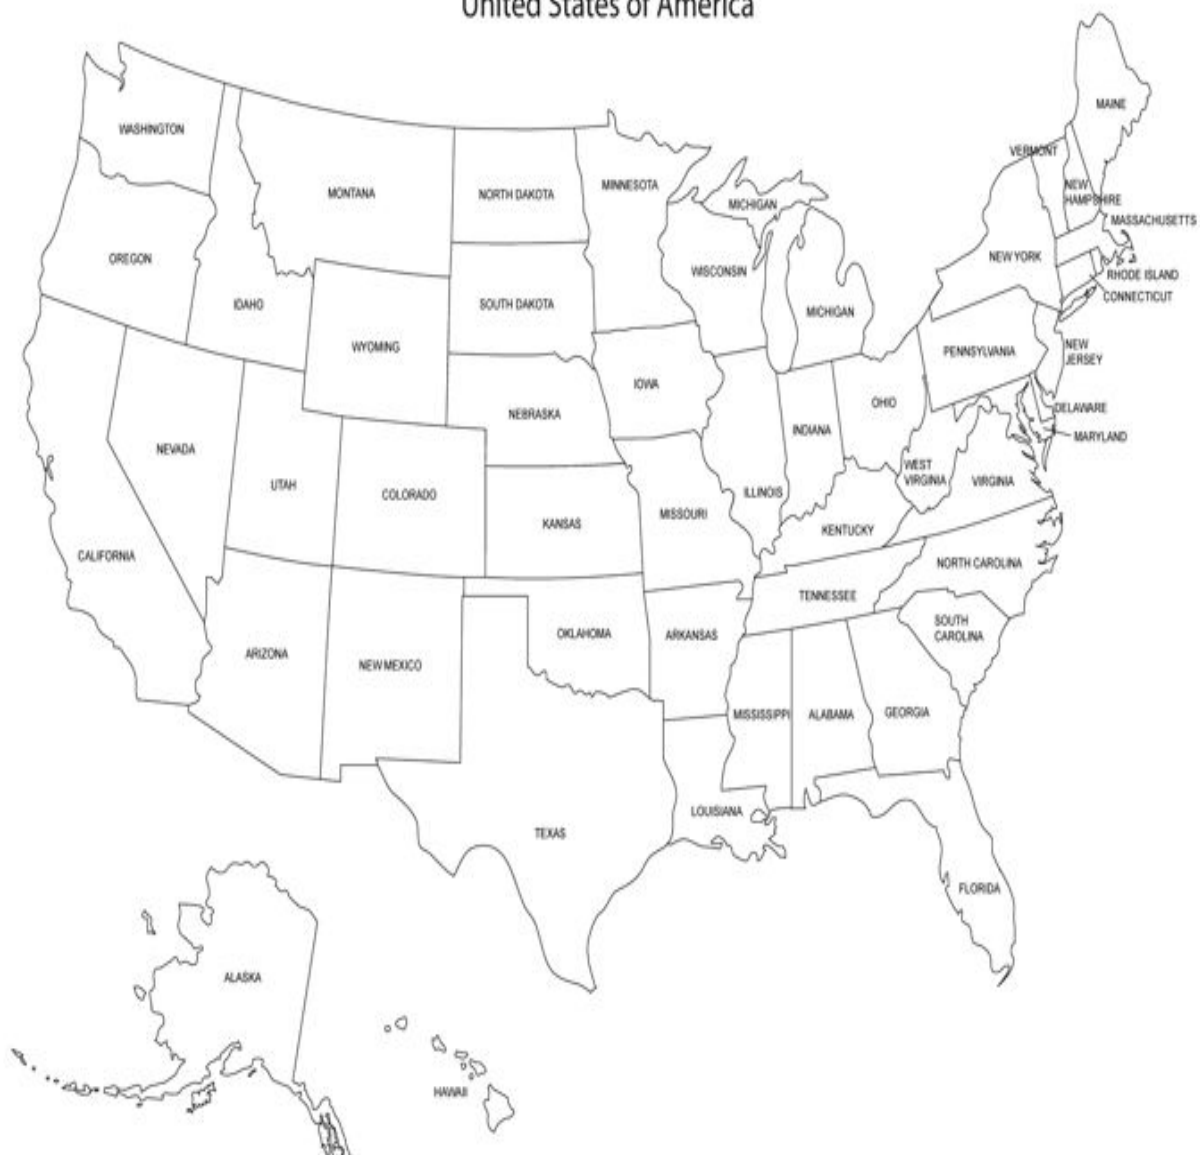 United States of America
MAINE
WASHINGTON
VERMONT
MONTANA
NORTH DAKOTA
MINNESOTA
MICHIGAN
NEW
HAMPSHIRE
MASSACHUSETTS
OREGON
IDAHO
SOUTH DAKOTA
WISCONSIN
NEW YORK
RHODE ISLAND
CONNECTICUT
MICHIGAN
WYOMING
PENNSYLVANIA
NEW
JERSEY
IOWA
OHIO
DELAWARE
NEBRASKA
INDIANA
MARYLAND
NEVADA
UTAH
COLORADO
ILLINOIS
WEST
VIRGINIA
VIRGINIA
KANSAS
MISSOURI
KENTUCKY
CALIFORNIA
NORTH CAROLINA
TENNESSEE
OKLAHOMA
ARKANSAS
SOUTH
CAROLINA
ARIZONA
NEW MEXICO
MISSISSIPPI
ALABAMA
GEORGIA
LOUISIANA
TEXAS
FLORIDA
ALASKA
HAWAII